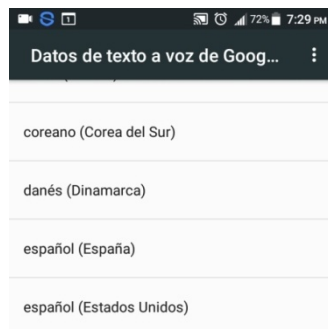 72% 7:29 PM
Datos de texto a voz de Goog...
coreano (Corea del Sur)
danés (Dinamarca)
español (España)
español (Estados Unidos)